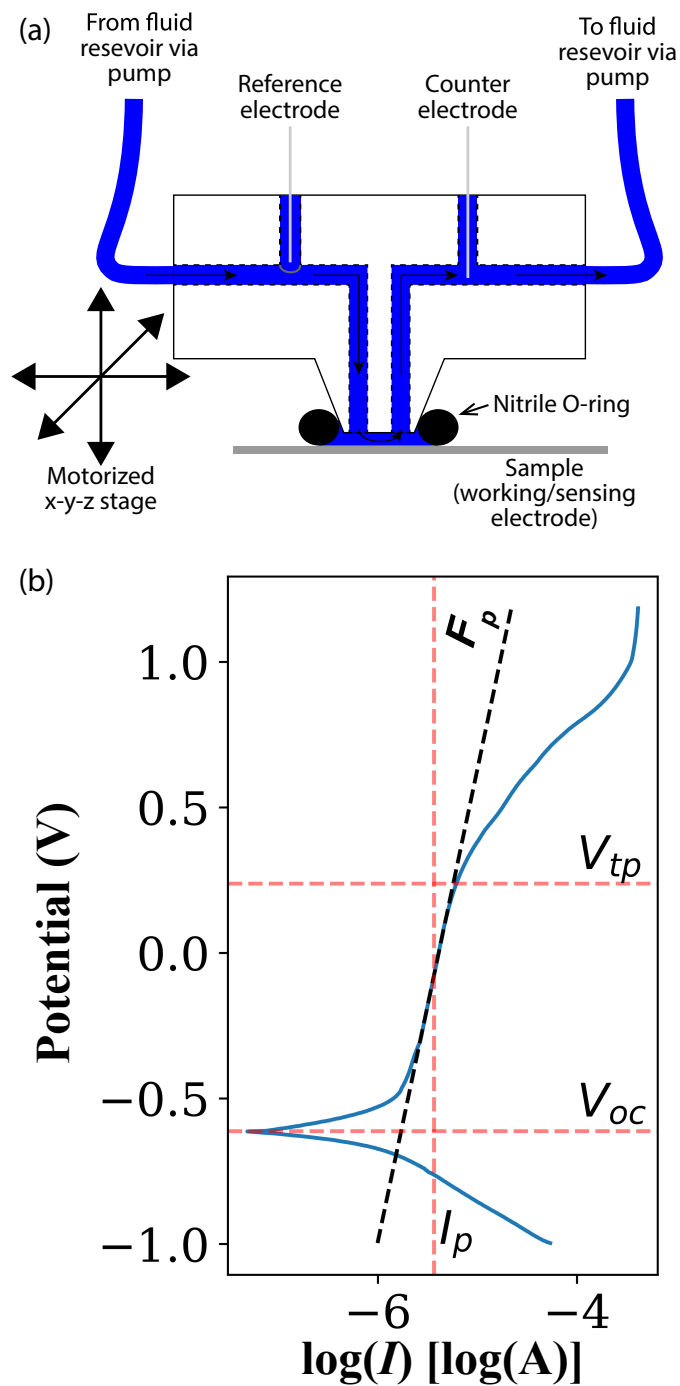 (a)
From fluid
resevoir via
pump
To fluid
resevoir via
pump
Reference
electrode
Counter
electrode
Nitrile O-ring
Motorized
x-y-z stage
Sample
(working/sensing
electrode)
(b)
F_p
1.0
0.5
V_tp
0.0
−0.5
V_oc
−1.0
I_p
Potential (V)
−6
−4
log(I) [log(A)]